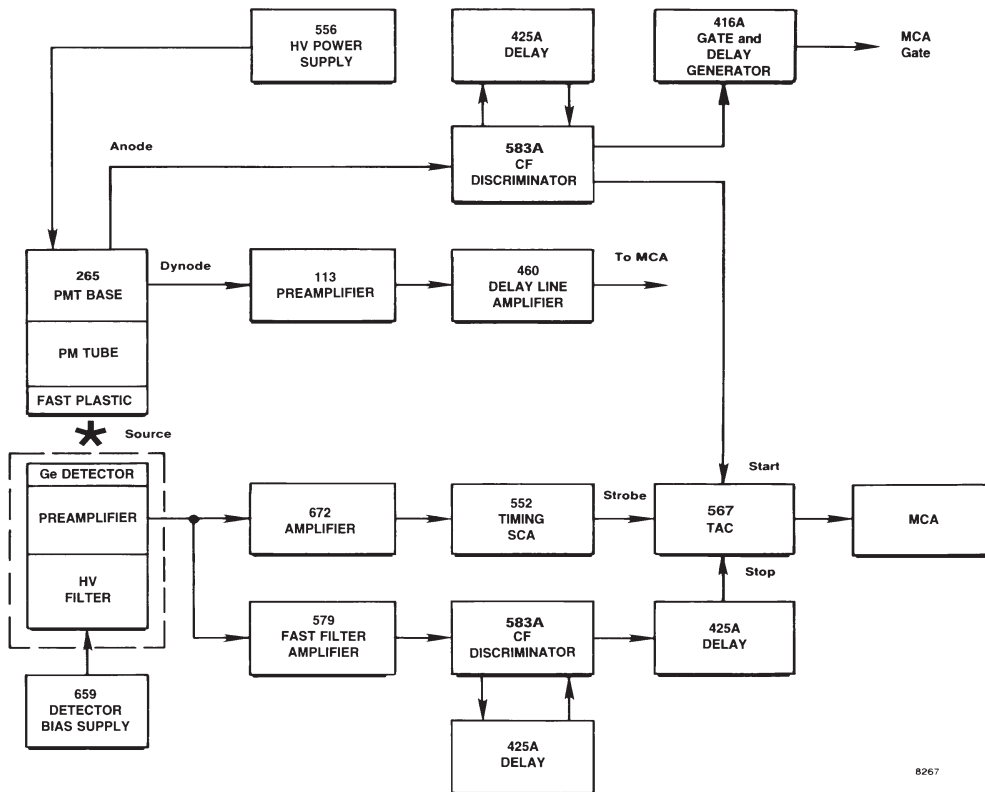 556
HV POWER
SUPPLY
425A
DELAY
416A
GATE and
DELAY
GENERATOR
MCA
Gate
Anode
583A
CF
DISCRIMINATOR
265
PMT BASE
Dynode
113
PREAMPLIFIER
460
DELAY LINE
AMPLIFIER
To MCA
PM TUBE
FAST PLASTIC
Source
Ge DETECTOR
PREAMPLIFIER
HV
FILTER
672
AMPLIFIER
552
TIMING
SCA
Strobe
Start
567
TAC
MCA
Stop
579
FAST FILTER
AMPLIFIER
583A
CF
DISCRIMINATOR
425A
DELAY
659
DETECTOR
BIAS SUPPLY
425A
DELAY
8267